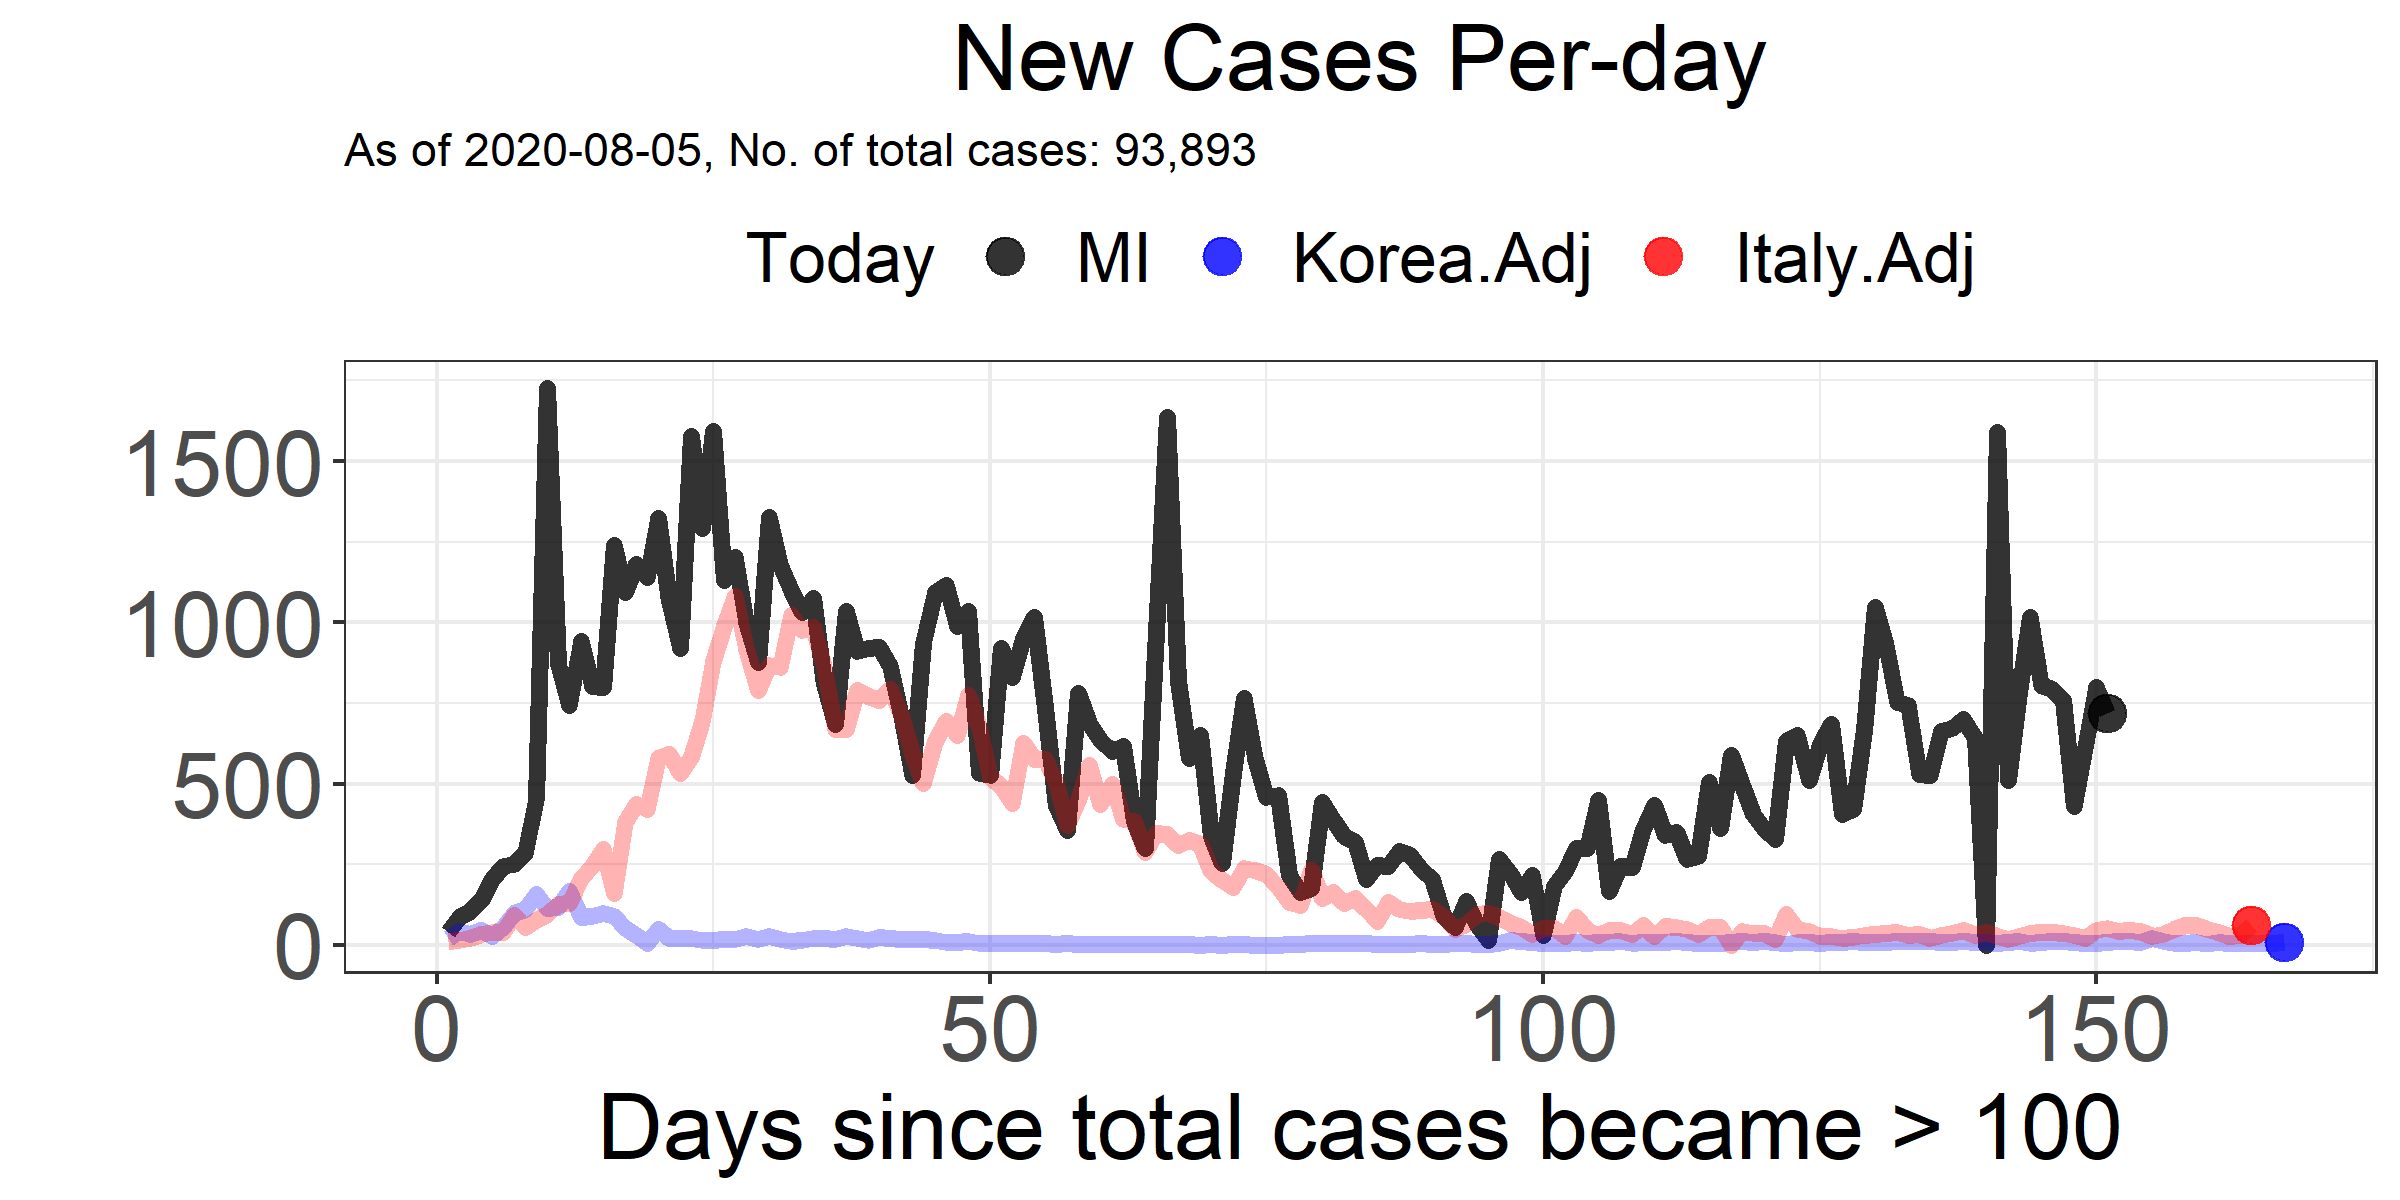 New Cases Per-day
As of 2020-08-05, No. of total cases: 93,893
Today MI Korea.Adj Italy.Adj
1500
1000
500
0
0 50 100 150
Days since total cases became > 100